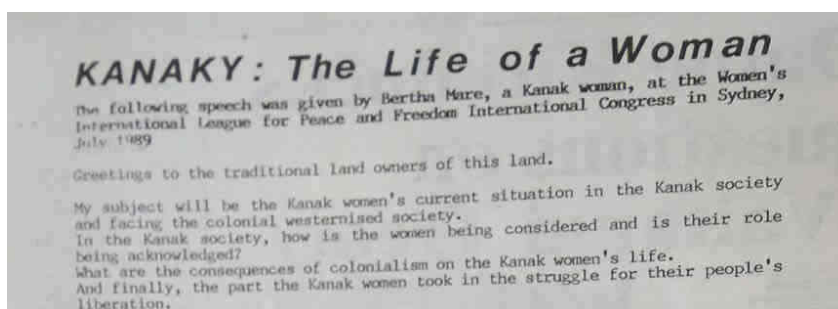 KANAKY: The Life of a Woman
The following speech was given by Bertha Mare, a Kanak woman, at the Women's
International League for Peace and Freedom International Congress in Sydney,
July 1989
Greetings to the traditional land owners of this land.
My subject will be the Kanak women's current situation in the Kanak society
and facing the colonial westernised society.
In the Kanak society, how is the women being considered and is their role
being acknowledged?
What are the consequences of colonialism on the Kanak women's life.
And finally, the part the Kanak women took in the struggle for their people's
liberation.